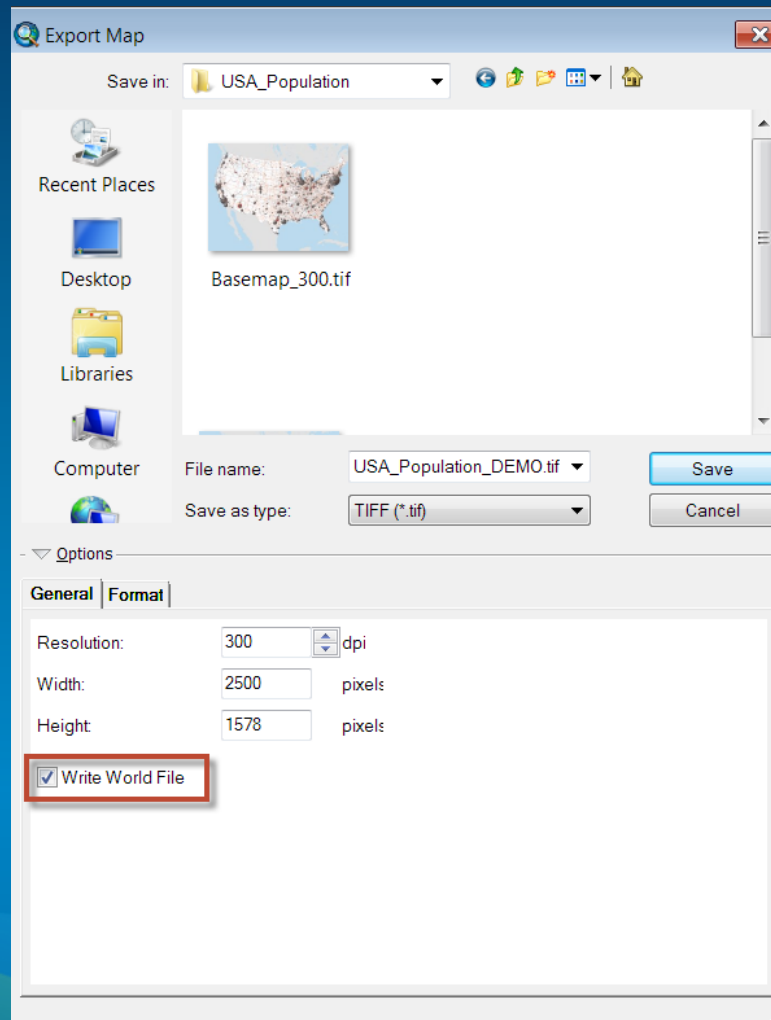 Export Map
Save in: USA_Population
Recent Places
Desktop
Basemap_300.tif
Libraries
Computer
File name: USA_Population_DEMO.tif Save
Save as type: TIFF (*.tif) Cancel
Options
General Format
Resolution: 300 dpi
Width: 2500 pixels
Height: 1578 pixels
Write World File